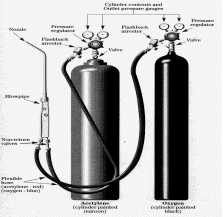 Cylinder contents and
Outlet pressure gauges
Pressure
regulator
Pressure
regulator
Nozzle
Flashback
arrestor
Flashback
arrestor
Valve
Valve
Blowpipe
Non-return
valves
Flexible
hose
(acetylene - red)
(oxygen - blue)
Acetylene
(cylinder painted
maroon)
Oxygen
(cylinder painted
black)